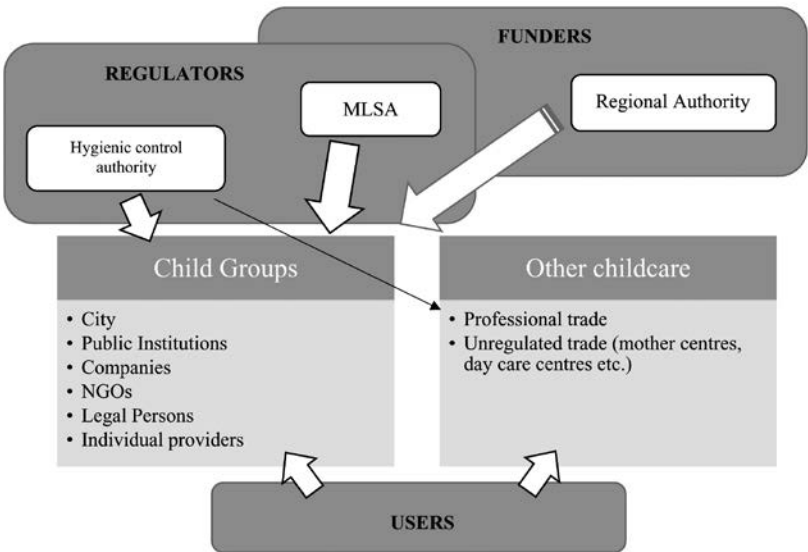 FUNDERS
REGULATORS
MLSA
Regional Authority
Hygienic control
authority
Child Groups
• City
• Public Institutions
• Companies
• NGOs
• Legal Persons
• Individual providers
Other childcare
• Professional trade
• Unregulated trade (mother centres,
day care centres etc.)
USERS